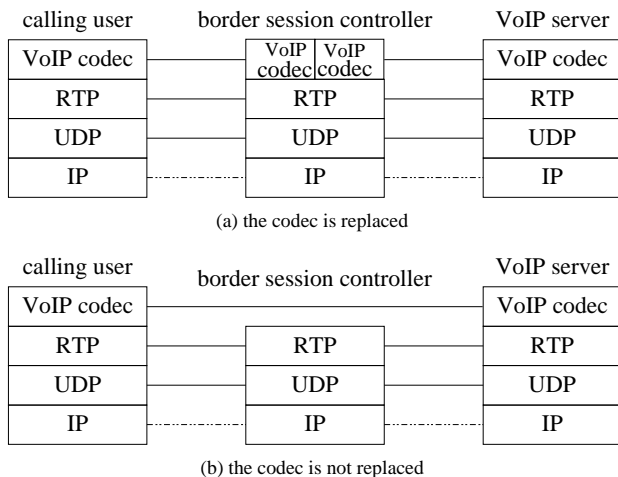 calling user
border session controller
VoIP server
VoIP codec
VoIP codec
VoIP codec
VoIP codec
RTP
RTP
RTP
UDP
UDP
UDP
IP
IP
IP
(a) the codec is replaced
calling user
border session controller
VoIP server
VoIP codec
VoIP codec
RTP
RTP
RTP
UDP
UDP
UDP
IP
IP
IP
(b) the codec is not replaced